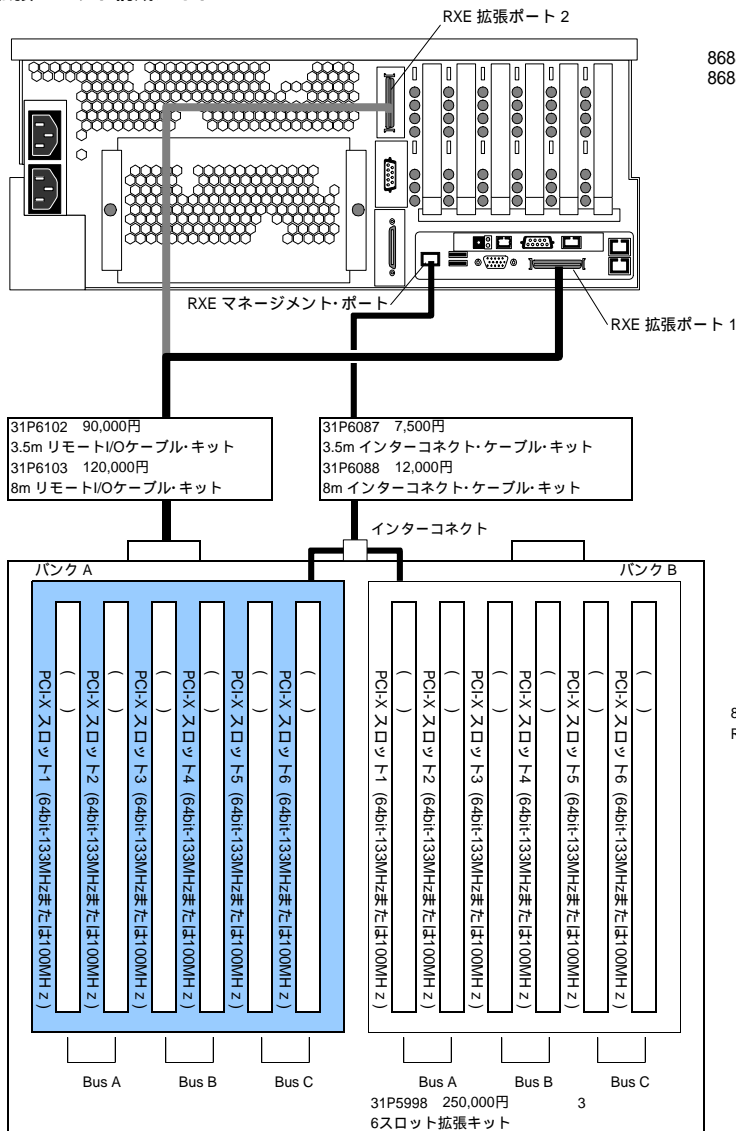 RXE 拡張ポート 2
868
868
RXE マネージメント・ポート
RXE 拡張ポート 1
31P6102 90,000円
3.5m リモートI/Oケーブル・キット
31P6103 120,000円
8m リモートI/Oケーブル・キット
31P6087 7,500円
3.5m インターコネクト・ケーブル・キット
31P6088 12,000円
8m インターコネクト・ケーブル・キット
インターコネクト
バンク A
バンク B
PCI-X スロット1 (64bit-133MHzまたは100MHz)
( )
PCI-X スロット2 (64bit-133MHzまたは100MHz)
( )
PCI-X スロット3 (64bit-133MHzまたは100MHz)
( )
PCI-X スロット4 (64bit-133MHzまたは100MHz)
( )
PCI-X スロット5 (64bit-133MHzまたは100MHz)
( )
PCI-X スロット6 (64bit-133MHzまたは100MHz)
( )
PCI-X スロット1 (64bit-133MHzまたは100MHz)
( )
PCI-X スロット2 (64bit-133MHzまたは100MHz)
( )
PCI-X スロット3 (64bit-133MHzまたは100MHz)
( )
PCI-X スロット4 (64bit-133MHzまたは100MHz)
( )
PCI-X スロット5 (64bit-133MHzまたは100MHz)
( )
PCI-X スロット6 (64bit-133MHzまたは100MHz)
( )
8
R
Bus A
Bus B
Bus C
Bus A
Bus B
Bus C
31P5998 250,000円 3
6スロット拡張キット